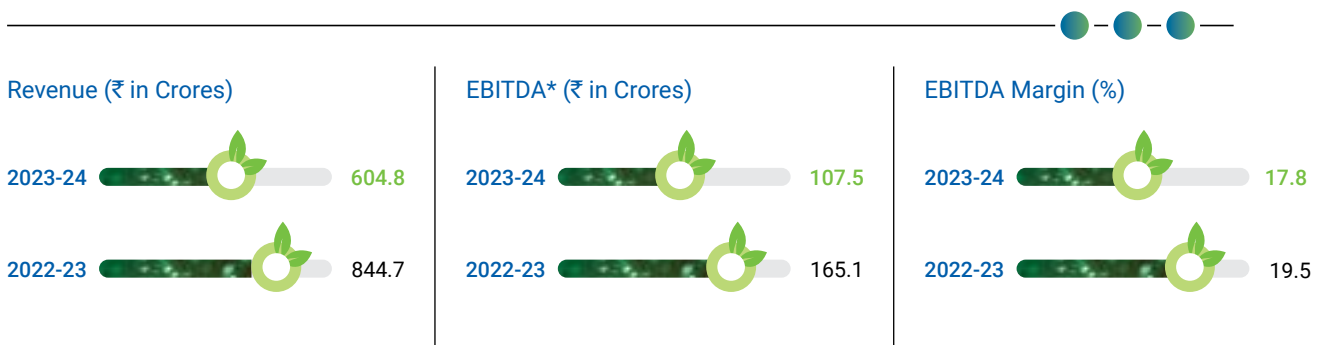 Revenue (₹ in Crores)
2023-24 604.8
2022-23 844.7
EBITDA* (₹ in Crores)
2023-24 107.5
2022-23 165.1
EBITDA Margin (%)
2023-24 17.8
2022-23 19.5